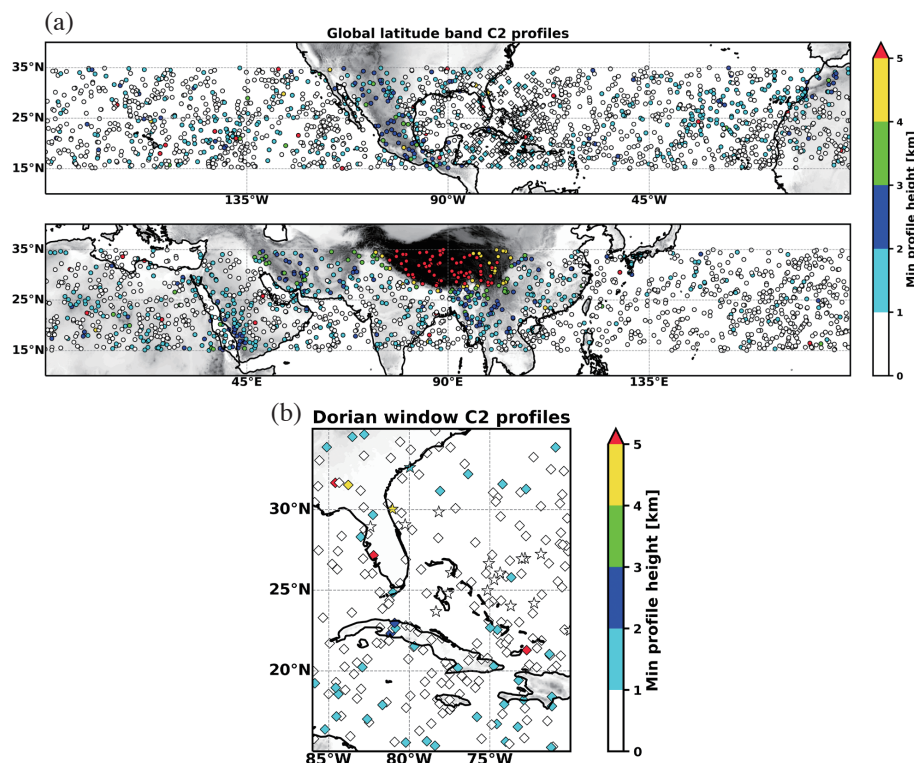 (a)
Global latitude band C2 profiles
35°N
25°N
15°N
135°W
90°W
45°W
35°N
25°N
15°N
45°E
90°E
135°E
5
4
3
2
1
0
Min profile height [km]
(b)
Dorian window C2 profiles
30°N
25°N
20°N
85°W
80°W
75°W
5
4
3
2
1
0
Min profile height [km]